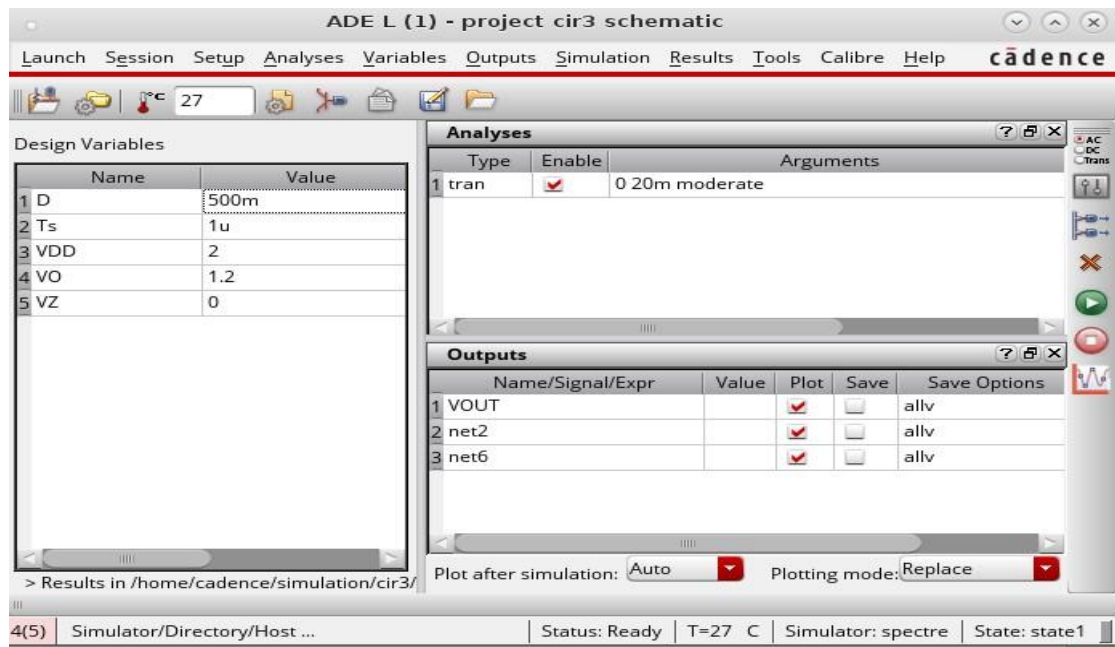 ADE L (1) - project cir3 schematic
Launch Session Setup Analyses Variables Outputs Simulation Results Tools Calibre Help cādence
°C 27
Design Variables
Name Value
1 D 500m
2 Ts 1u
3 VDD 2
4 VO 1.2
5 VZ 0
> Results in /home/cadence/simulation/cir3/
Analyses ? X
Type Enable Arguments
1 tran 0 20m moderate
Outputs ? X
Name/Signal/Expr Value Plot Save Save Options
1 VOUT allv
2 net2 allv
3 net6 allv
Plot after simulation: Auto Plotting mode: Replace
AC
DC
Trans
4(5) Simulator/Directory/Host ... Status: Ready T=27 C Simulator: spectre State: state1